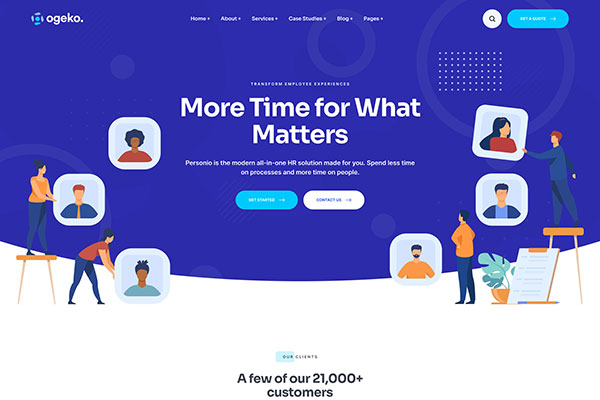 ogeko.
Home + About + Services + Case Studies + Blog + Pages +
GET A QUOTE
TRANSFORM EMPLOYEE EXPERIENCES
More Time for What
Matters
Personio is the modern all-in-one HR solution made for you. Spend less time
on processes and more time on people.
GET STARTED
CONTACT US
OUR CLIENTS
A few of our 21,000+
customers